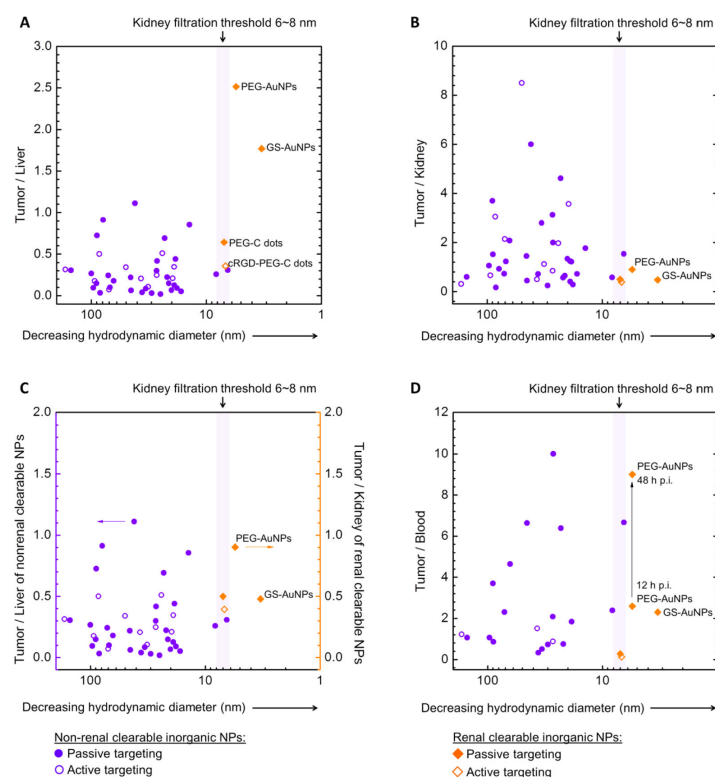 A
Kidney filtration threshold 6~8 nm
3.0
2.5
2.0
1.5
1.0
0.5
0.0
Tumor / Liver
PEG-AuNPs
GS-AuNPs
PEG-C dots
cRGD-PEG-C dots
100
10
1
Decreasing hydrodynamic diameter (nm)
B
Kidney filtration threshold 6~8 nm
10
8
6
4
2
0
Tumor / Kidney
PEG-AuNPs
GS-AuNPs
100
10
Decreasing hydrodynamic diameter (nm)
C
Kidney filtration threshold 6~8 nm
2.0
1.5
1.0
0.5
0.0
Tumor / Liver of nonrenal clearable NPs
PEG-AuNPs
GS-AuNPs
2.0
1.5
1.0
0.5
0.0
Tumor / Kidney of renal clearable NPs
100
10
1
Decreasing hydrodynamic diameter (nm)
D
Kidney filtration threshold 6~8 nm
12
10
8
6
4
2
0
Tumor / Blood
PEG-AuNPs
48 h p.i.
12 h p.i.
PEG-AuNPs
GS-AuNPs
100
10
Decreasing hydrodynamic diameter (nm)
Non-renal clearable inorganic NPs:
Passive targeting
Active targeting
Renal clearable inorganic NPs:
Passive targeting
Active targeting